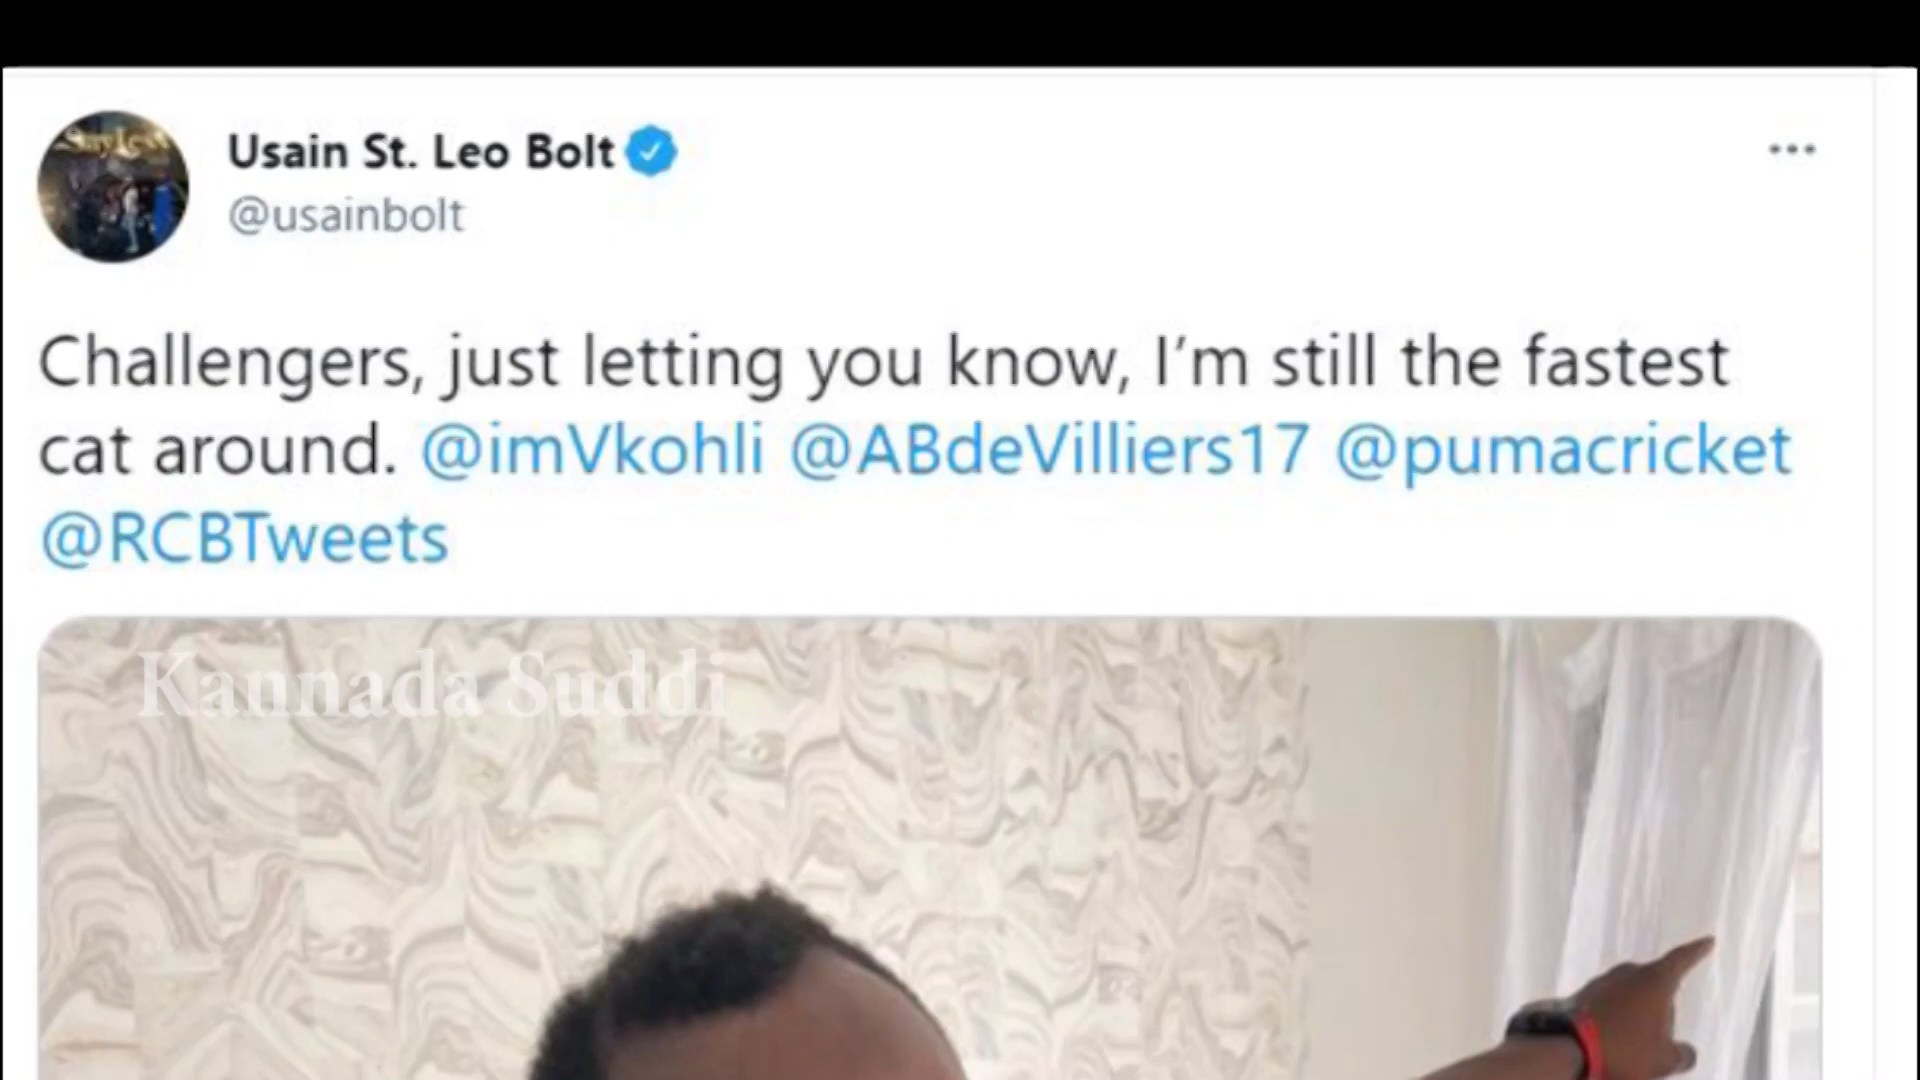 Usain St. Leo Bolt
@usainbolt
Challengers, just letting you know, I'm still the fastest
cat around. @imVkohli @ABdeVilliers17 @pumacricket
@RCBTweets
Kannada Suddi